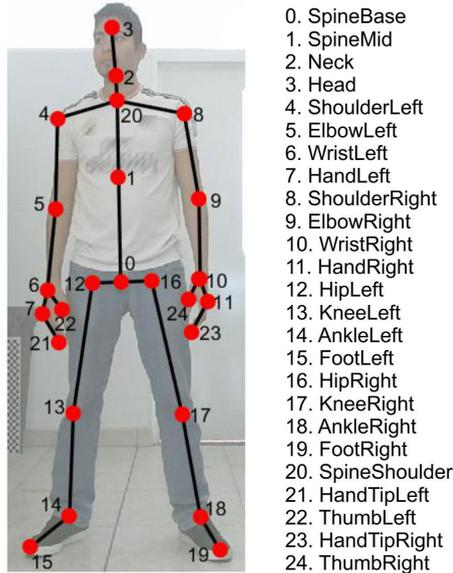 3
2
20
4
8
1
5
9
0
12
16
6
10
7
22
24
11
21
23
13
17
14
18
15
19
0. SpineBase
1. SpineMid
2. Neck
3. Head
4. ShoulderLeft
5. ElbowLeft
6. WristLeft
7. HandLeft
8. ShoulderRight
9. ElbowRight
10. WristRight
11. HandRight
12. HipLeft
13. KneeLeft
14. AnkleLeft
15. FootLeft
16. HipRight
17. KneeRight
18. AnkleRight
19. FootRight
20. SpineShoulder
21. HandTipLeft
22. ThumbLeft
23. HandTipRight
24. ThumbRight